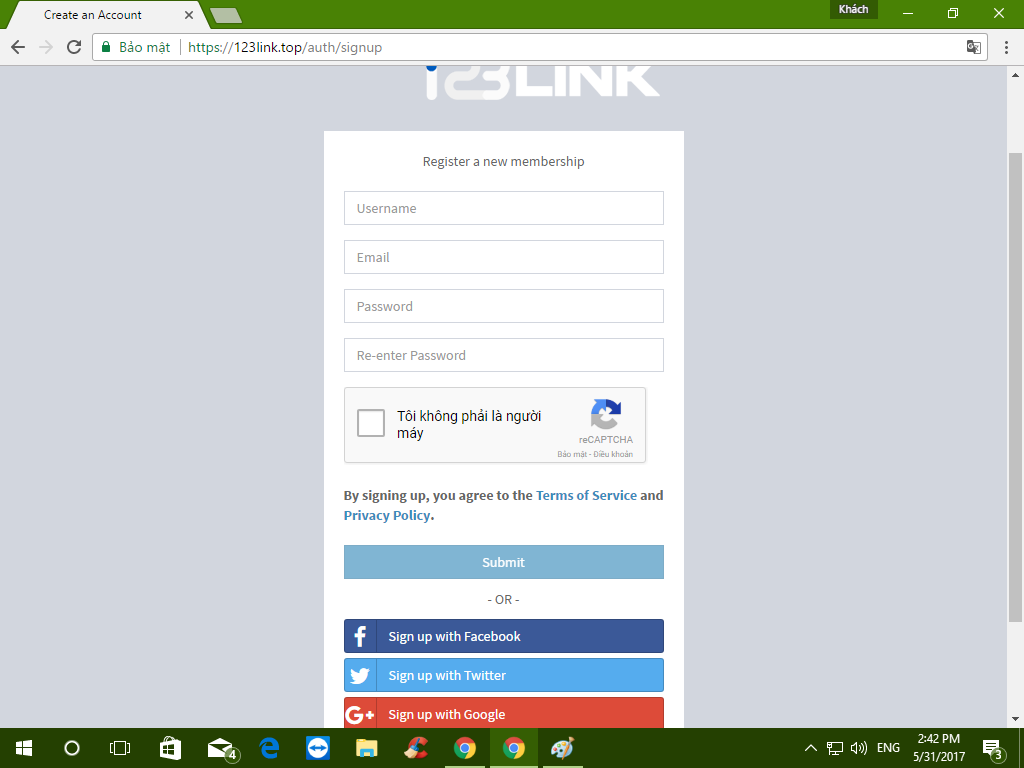 Create an Account
Khách
Bảo mật
https://123link.top/auth/signup
123LINK
Register a new membership
Username
Email
Password
Re-enter Password
Tôi không phải là người
máy
reCAPTCHA
Bảo mật - Điều khoản
By signing up, you agree to the Terms of Service and
Privacy Policy.
Submit
- OR -
Sign up with Facebook
Sign up with Twitter
G+
Sign up with Google
4
ENG
2:42 PM
5/31/2017
3